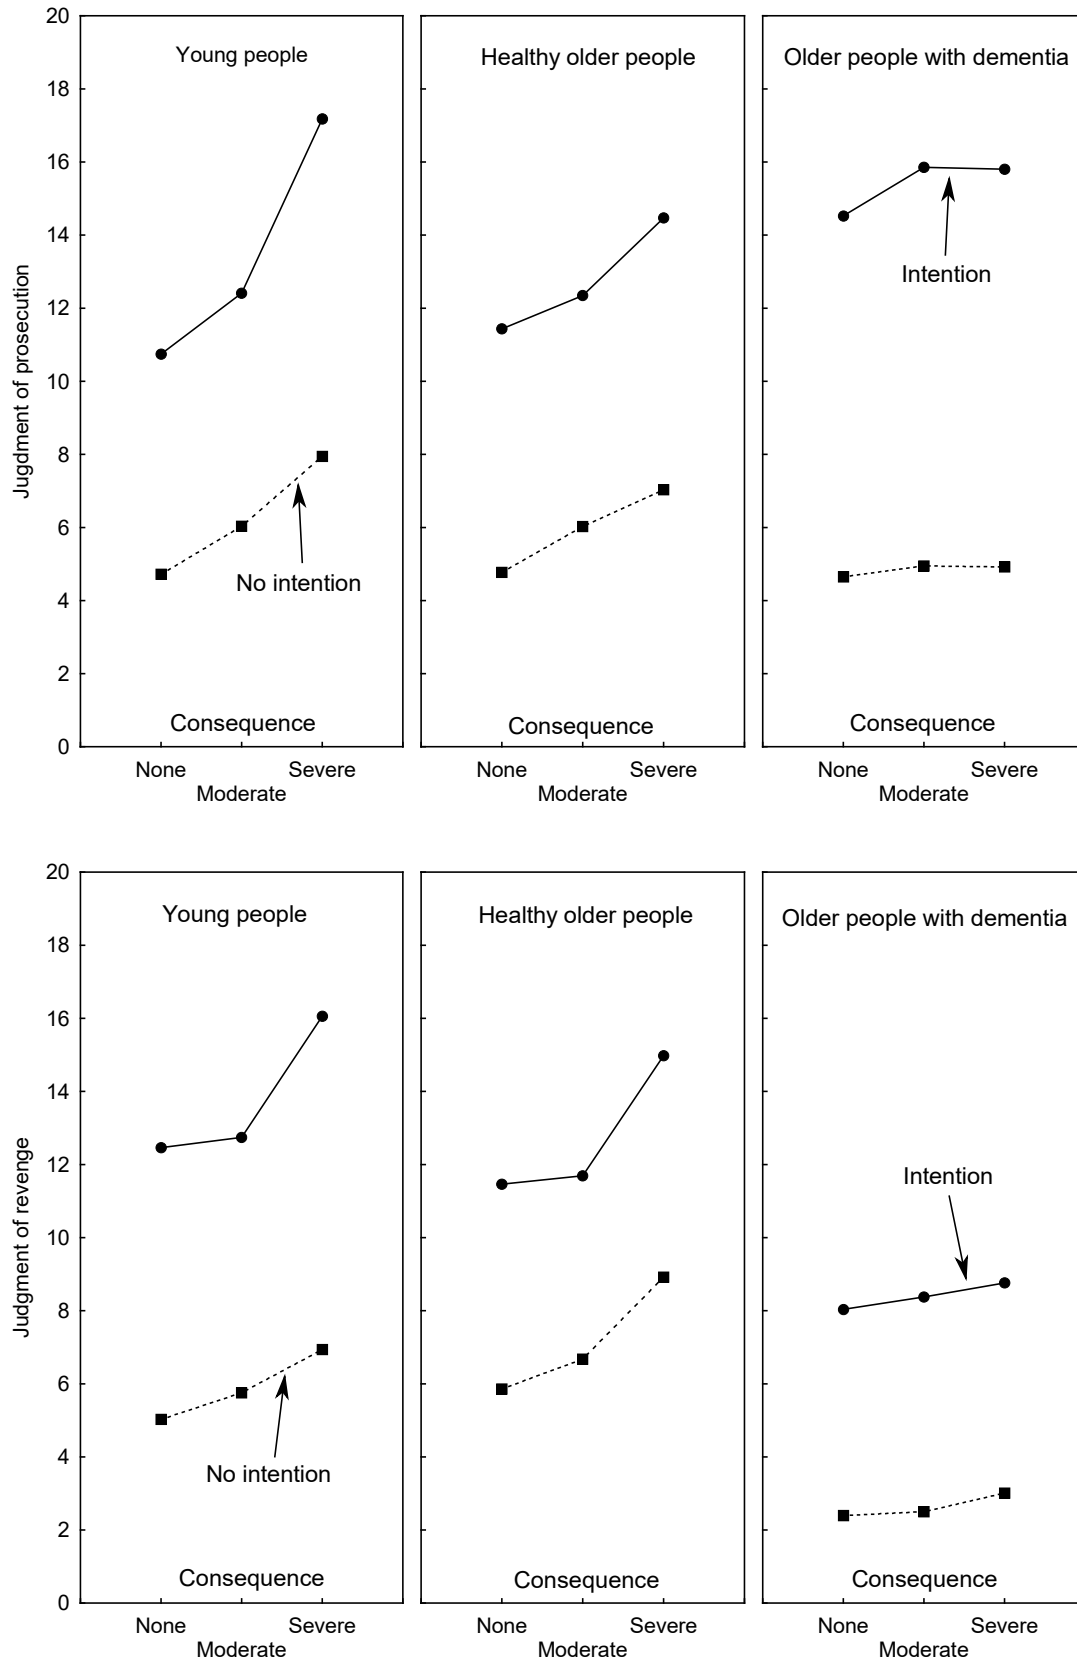 20
18
16
14
12
10
8
6
4
2
0
Jugdment of prosecution
Young people
No intention
Consequence
None
Moderate
Severe
Healthy older people
Consequence
None
Moderate
Severe
Older people with dementia
Intention
Consequence
None
Moderate
Severe
20
18
16
14
12
10
8
6
4
2
0
Judgment of revenge
Young people
No intention
Consequence
None
Moderate
Severe
Healthy older people
Consequence
None
Moderate
Severe
Older people with dementia
Intention
Consequence
None
Moderate
Severe